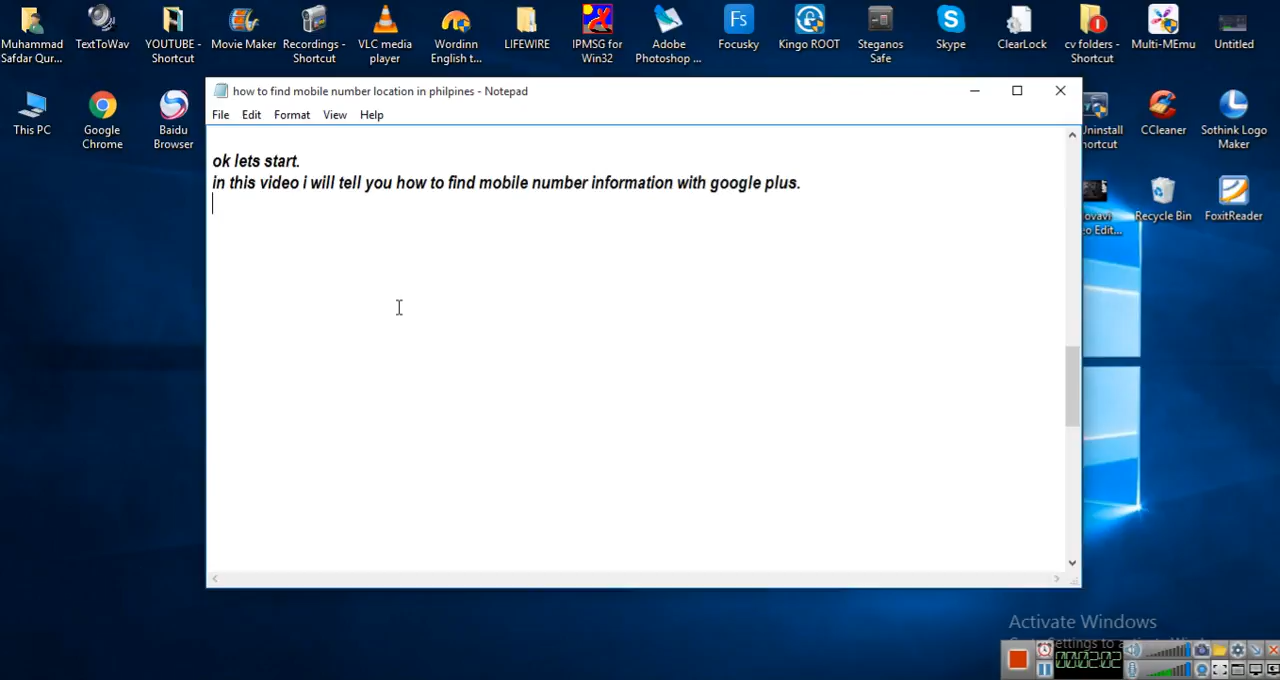 Muhammad Safdar Qur...
TextToWav
YOUTUBE - Shortcut
Movie Maker
Recordings - Shortcut
VLC media player
Wordinn English t...
LIFEWIRE
IPMSG for Win32
Adobe Photoshop ...
Fs
Focusky
Kingo ROOT
Steganos Safe
Skype
ClearLock
cv folders - Shortcut
Multi-MEmu
Untitled
This PC
Google Chrome
Baidu Browser
how to find mobile number location in philpines - Notepad
File Edit Format View Help
ok lets start.
in this video i will tell you how to find mobile number information with google plus.
CCleaner
Sothink Logo Maker
Recycle Bin
FoxitReader
Activate Windows
00:02:02